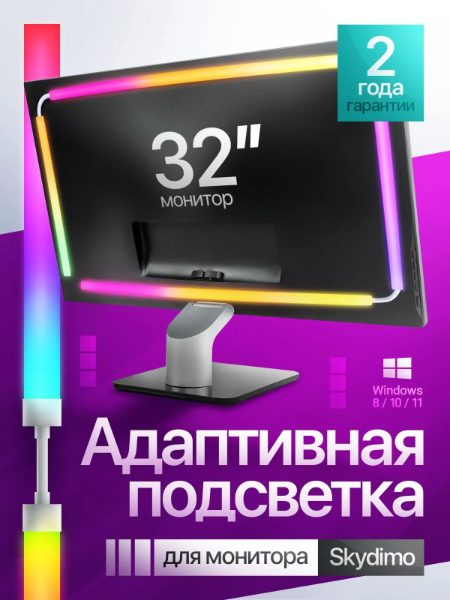 2
года
гарантии
32"
монитор
Windows
8 / 10 / 11
Адаптивная
подсветка
для монитора
Skydimo